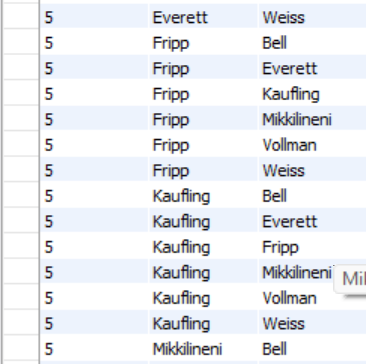 5 Everett Weiss
5 Fripp Bell
5 Fripp Everett
5 Fripp Kaufling
5 Fripp Mikkilineni
5 Fripp Vollman
5 Fripp Weiss
5 Kaufling Bell
5 Kaufling Everett
5 Kaufling Fripp
5 Kaufling Mikkilineni
5 Kaufling Vollman
5 Kaufling Weiss
5 Mikkilineni Bell